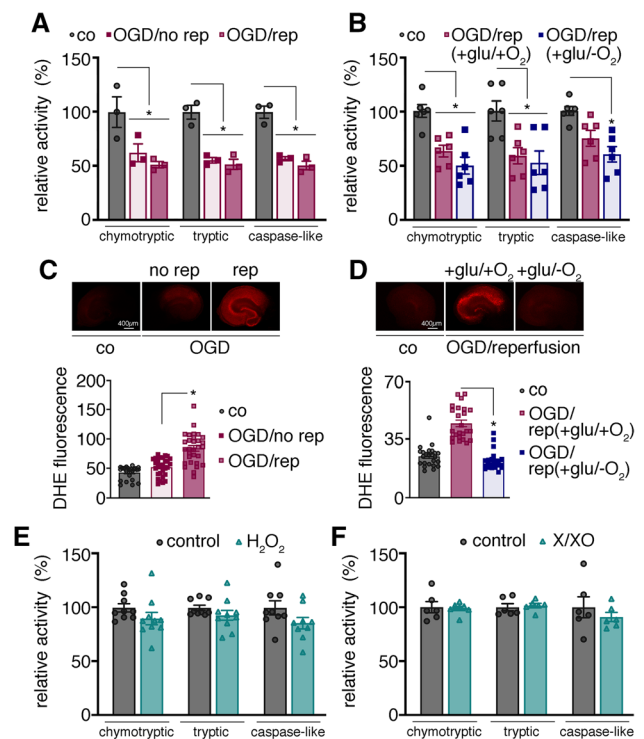 A
co OGD/no rep OGD/rep
relative activity (%)
150
100
50
0
* * *
chymotryptic tryptic caspase-like
B
co OGD/rep OGD/rep
(+glu/+O₂) (+glu/-O₂)
relative activity (%)
150
100
50
0
* * *
chymotryptic tryptic caspase-like
C
no rep rep
400µm
co OGD
DHE fluorescence
200
150
100
50
0
*
co
OGD/no rep
OGD/rep
D
+glu/+O₂ +glu/-O₂
400µm
co OGD/reperfusion
DHE fluorescence
70
35
0
*
co
OGD/
rep(+glu/+O₂)
OGD/
rep(+glu/-O₂)
E
control H₂O₂
relative activity (%)
150
100
50
0
chymotryptic tryptic caspase-like
F
control X/XO
relative activity (%)
150
100
50
0
chymotryptic tryptic caspase-like